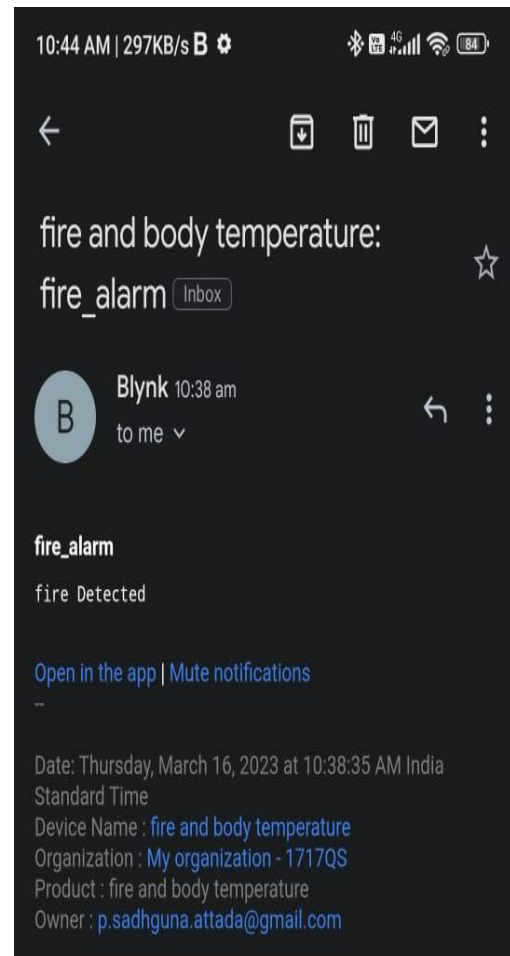 10:44 AM | 297KB/s B
Vo LTE 4G 84
fire and body temperature:
fire_alarm Inbox
B
Blynk 10:38 am
to me
fire_alarm
fire Detected
Open in the app | Mute notifications
--
Date: Thursday, March 16, 2023 at 10:38:35 AM India
Standard Time
Device Name : fire and body temperature
Organization : My organization - 1717QS
Product : fire and body temperature
Owner : p.sadhguna.attada@gmail.com